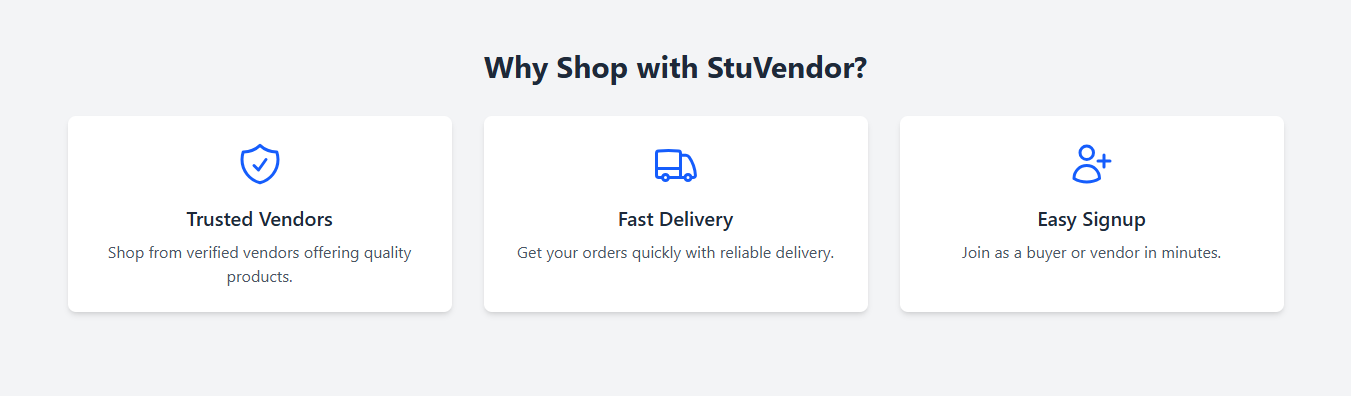 Why Shop with StuVendor?
Trusted Vendors
Shop from verified vendors offering quality
products.
Fast Delivery
Get your orders quickly with reliable delivery.
Easy Signup
Join as a buyer or vendor in minutes.